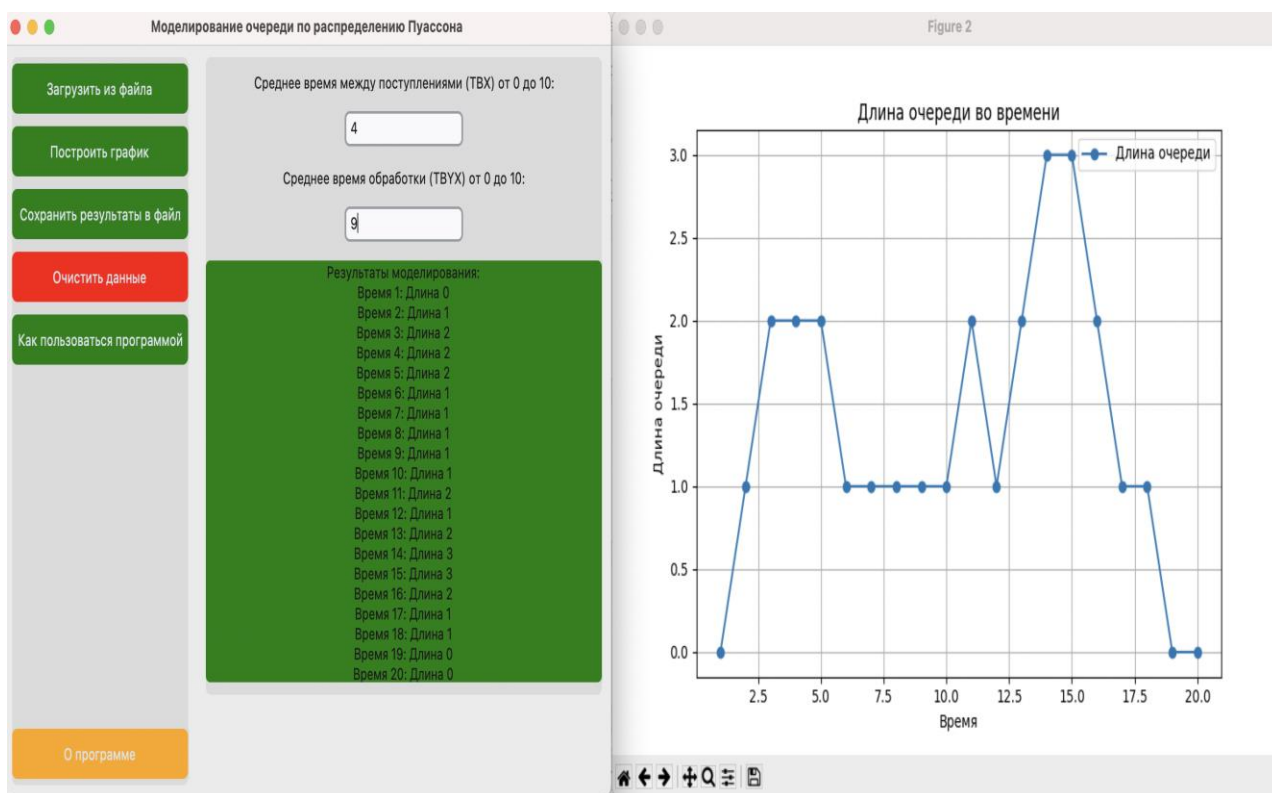 Моделирование очереди по распределению Пуассона
Загрузить из файла
Построить график
Сохранить результаты в файл
Очистить данные
Как пользоваться программой
О программе
Среднее время между поступлениями (ТВХ) от 0 до 10:
4
Среднее время обработки (ТВYХ) от 0 до 10:
9
Результаты моделирования:
Время 1: Длина 0
Время 2: Длина 1
Время 3: Длина 2
Время 4: Длина 2
Время 5: Длина 2
Время 6: Длина 1
Время 7: Длина 1
Время 8: Длина 1
Время 9: Длина 1
Время 10: Длина 1
Время 11: Длина 2
Время 12: Длина 1
Время 13: Длина 2
Время 14: Длина 3
Время 15: Длина 3
Время 16: Длина 2
Время 17: Длина 1
Время 18: Длина 1
Время 19: Длина 0
Время 20: Длина 0
Figure 2
Длина очереди во времени
Длина очереди
Длина очереди
3.0
2.5
2.0
1.5
1.0
0.5
0.0
2.5 5.0 7.5 10.0 12.5 15.0 17.5 20.0
Время